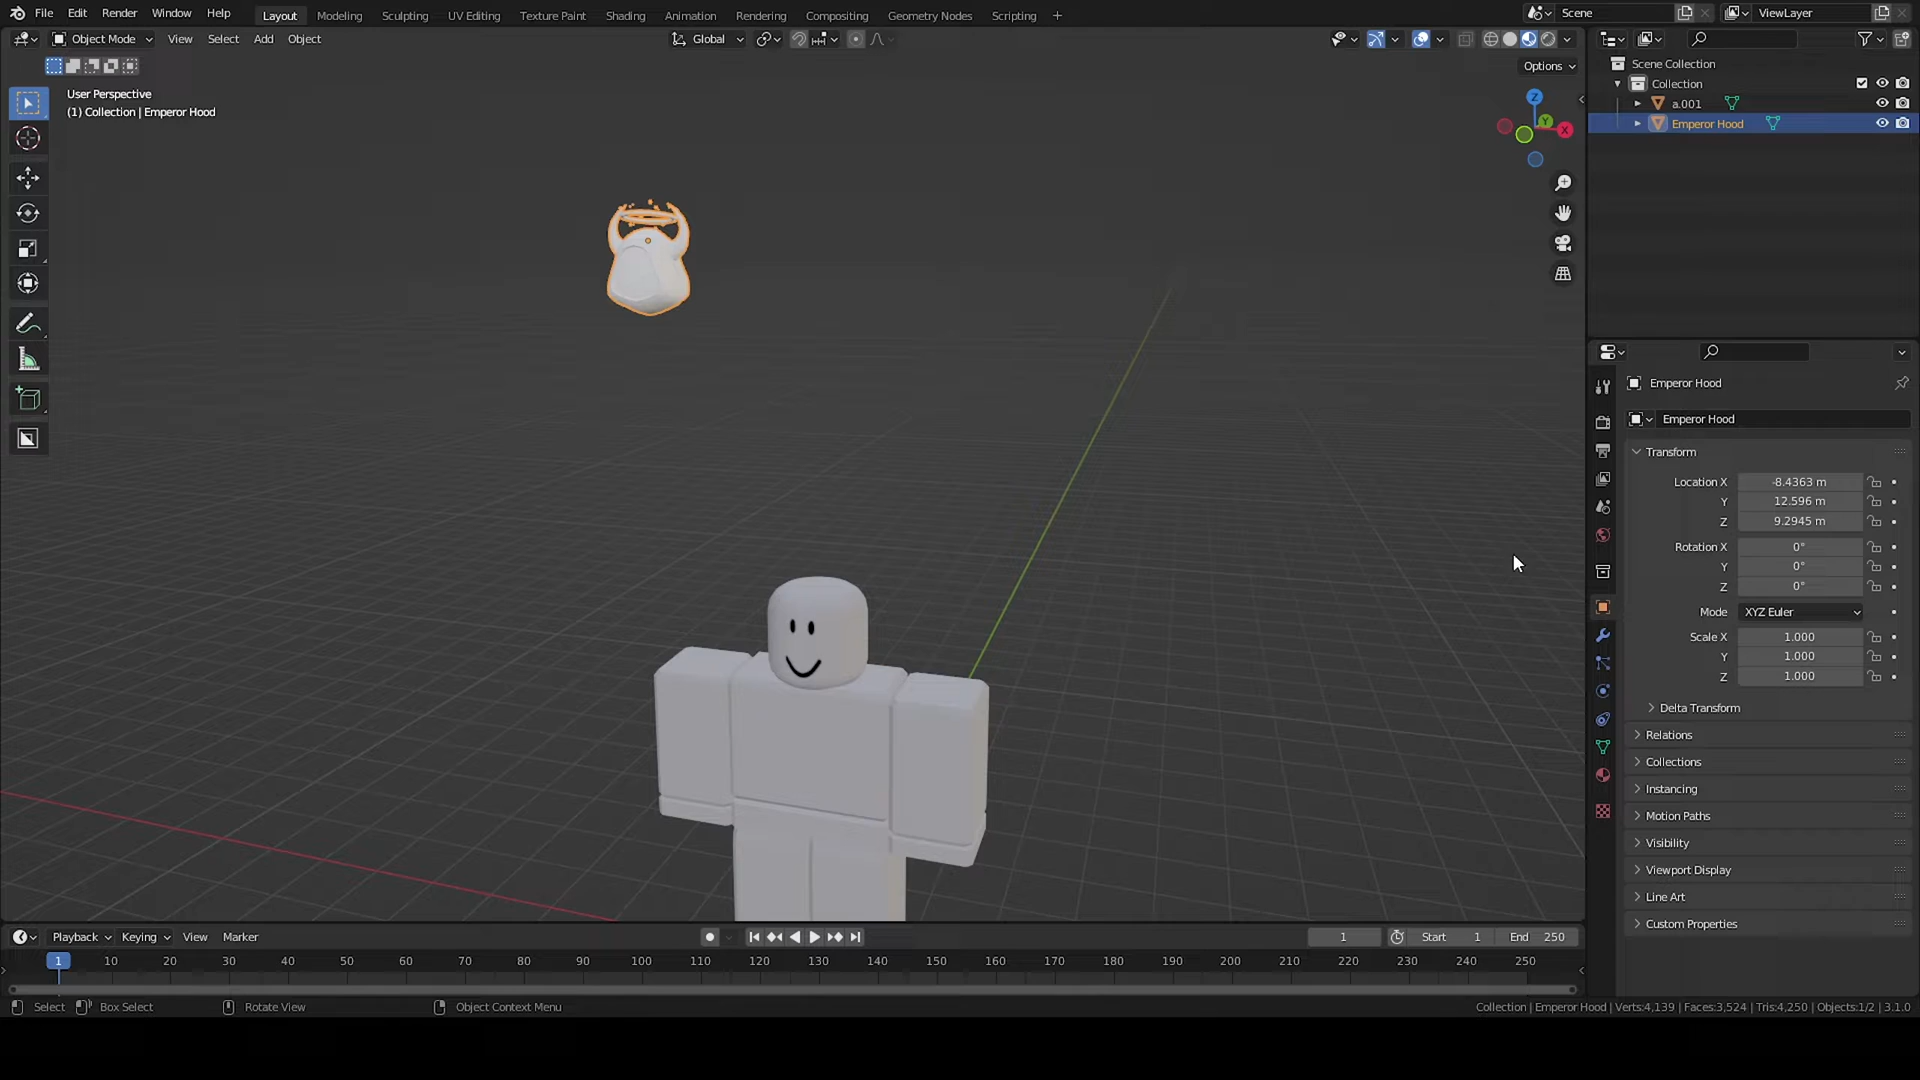 File Edit Render Window Help Layout Modeling Sculpting UV Editing Texture Paint Shading Animation Rendering Compositing Geometry Nodes Scripting + Scene ViewLayer
Object Mode View Select Add Object Global
Options
User Perspective
(1) Collection | Emperor Hood
Z
Y
X
Scene Collection
Collection
a.001
Emperor Hood
Emperor Hood
Emperor Hood
Transform
Location X -8.4363 m
Y 12.596 m
Z 9.2945 m
Rotation X 0°
Y 0°
Z 0°
Mode XYZ Euler
Scale X 1.000
Y 1.000
Z 1.000
Delta Transform
Relations
Collections
Instancing
Motion Paths
Visibility
Viewport Display
Line Art
Custom Properties
Playback Keying View Marker 1 Start 1 End 250
1 10 20 30 40 50 60 70 80 90 100 110 120 130 140 150 160 170 180 190 200 210 220 230 240 250
Select Box Select Rotate View Object Context Menu Collection | Emperor Hood | Verts:4,139 | Faces:3,524 | Tris:4,250 | Objects:1/2 | 3.1.0